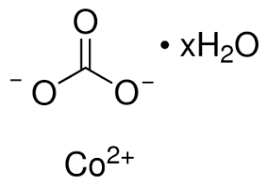 O
• xH₂O
⁻O O⁻
Co²⁺